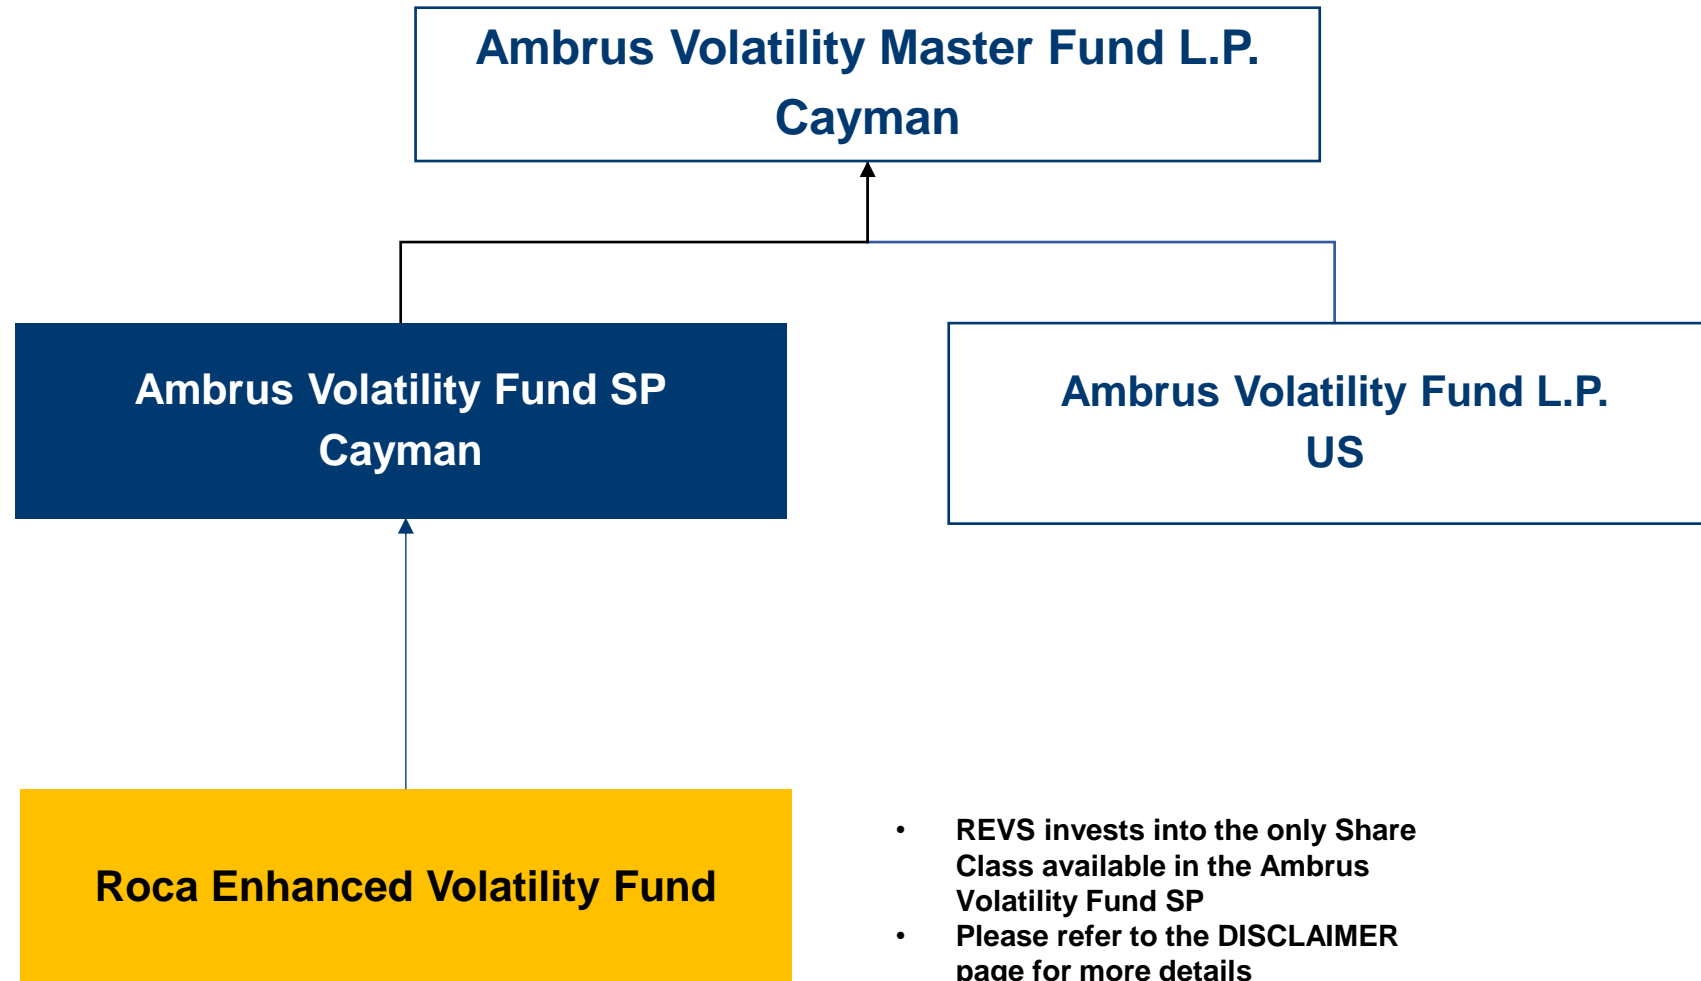 Ambrus Volatility Master Fund L.P.
Cayman
Ambrus Volatility Fund SP
Cayman
Ambrus Volatility Fund L.P.
US
Roca Enhanced Volatility Fund
• REVS invests into the only Share
Class available in the Ambrus
Volatility Fund SP
• Please refer to the DISCLAIMER
page for more details